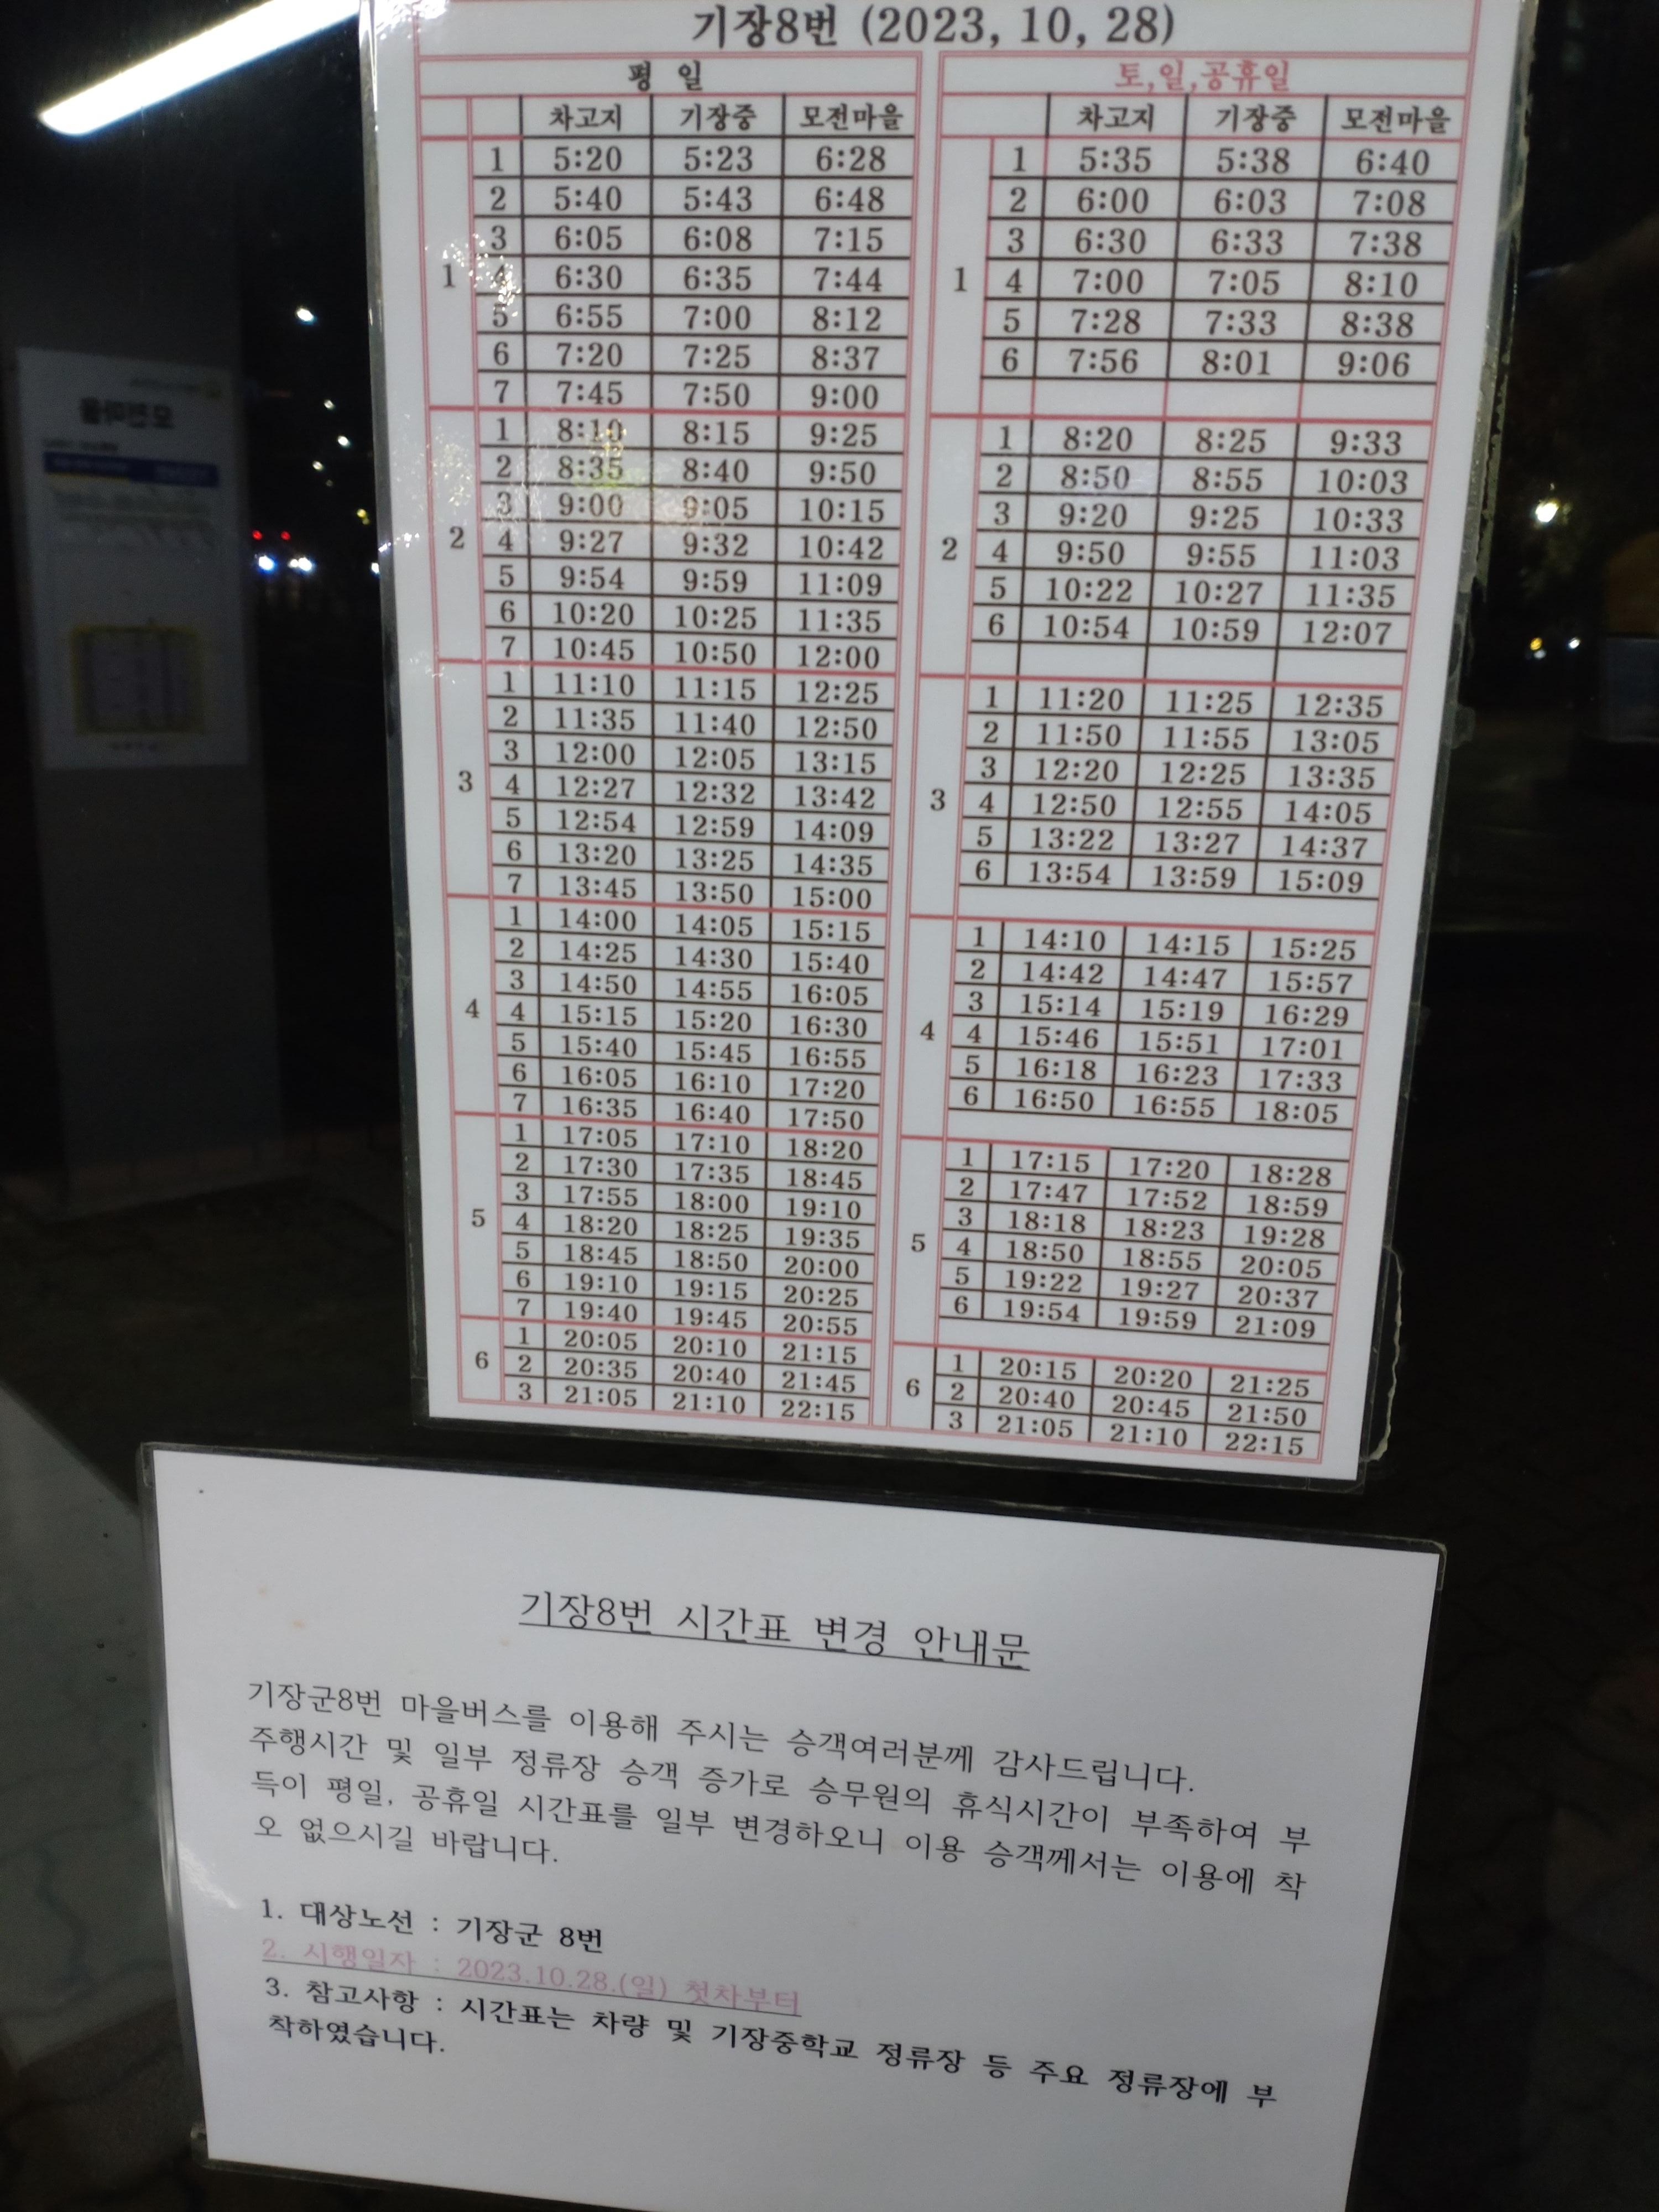 기장8번 (2023, 10, 28)
평 일
차고지 기장중 모전마을
1
1 5:20 5:23 6:28
2 5:40 5:43 6:48
3 6:05 6:08 7:15
4 6:30 6:35 7:44
5 6:55 7:00 8:12
6 7:20 7:25 8:37
7 7:45 7:50 9:00
2
1 8:10 8:15 9:25
2 8:35 8:40 9:50
3 9:00 9:05 10:15
4 9:27 9:32 10:42
5 9:54 9:59 11:09
6 10:20 10:25 11:35
7 10:45 10:50 12:00
3
1 11:10 11:15 12:25
2 11:35 11:40 12:50
3 12:00 12:05 13:15
4 12:27 12:32 13:42
5 12:54 12:59 14:09
6 13:20 13:25 14:35
7 13:45 13:50 15:00
4
1 14:00 14:05 15:15
2 14:25 14:30 15:40
3 14:50 14:55 16:05
4 15:15 15:20 16:30
5 15:40 15:45 16:55
6 16:05 16:10 17:20
7 16:35 16:40 17:50
5
1 17:05 17:10 18:20
2 17:30 17:35 18:45
3 17:55 18:00 19:10
4 18:20 18:25 19:35
5 18:45 18:50 20:00
6 19:10 19:15 20:25
7 19:40 19:45 20:55
6
1 20:05 20:10 21:15
2 20:35 20:40 21:45
3 21:05 21:10 22:15
토,일,공휴일
차고지 기장중 모전마을
1
1 5:35 5:38 6:40
2 6:00 6:03 7:08
3 6:30 6:33 7:38
4 7:00 7:05 8:10
5 7:28 7:33 8:38
6 7:56 8:01 9:06
2
1 8:20 8:25 9:33
2 8:50 8:55 10:03
3 9:20 9:25 10:33
4 9:50 9:55 11:03
5 10:22 10:27 11:35
6 10:54 10:59 12:07
3
1 11:20 11:25 12:35
2 11:50 11:55 13:05
3 12:20 12:25 13:35
4 12:50 12:55 14:05
5 13:22 13:27 14:37
6 13:54 13:59 15:09
4
1 14:10 14:15 15:25
2 14:42 14:47 15:57
3 15:14 15:19 16:29
4 15:46 15:51 17:01
5 16:18 16:23 17:33
6 16:50 16:55 18:05
5
1 17:15 17:20 18:28
2 17:47 17:52 18:59
3 18:18 18:23 19:28
4 18:50 18:55 20:05
5 19:22 19:27 20:37
6 19:54 19:59 21:09
6
1 20:15 20:20 21:25
2 20:40 20:45 21:50
3 21:05 21:10 22:15
모전마을
기장8번 시간표 변경 안내문
기장군8번 마을버스를 이용해 주시는 승객여러분께 감사드립니다.
주행시간 및 일부 정류장 승객 증가로 승무원의 휴식시간이 부족하여 부
득이 평일, 공휴일 시간표를 일부 변경하오니 이용 승객께서는 이용에 착
오 없으시길 바랍니다.
1. 대상노선 : 기장군 8번
2. 시행일자 : 2023.10.28.(일) 첫차부터
3. 참고사항 : 시간표는 차량 및 기장중학교 정류장 등 주요 정류장에 부
착하였습니다.